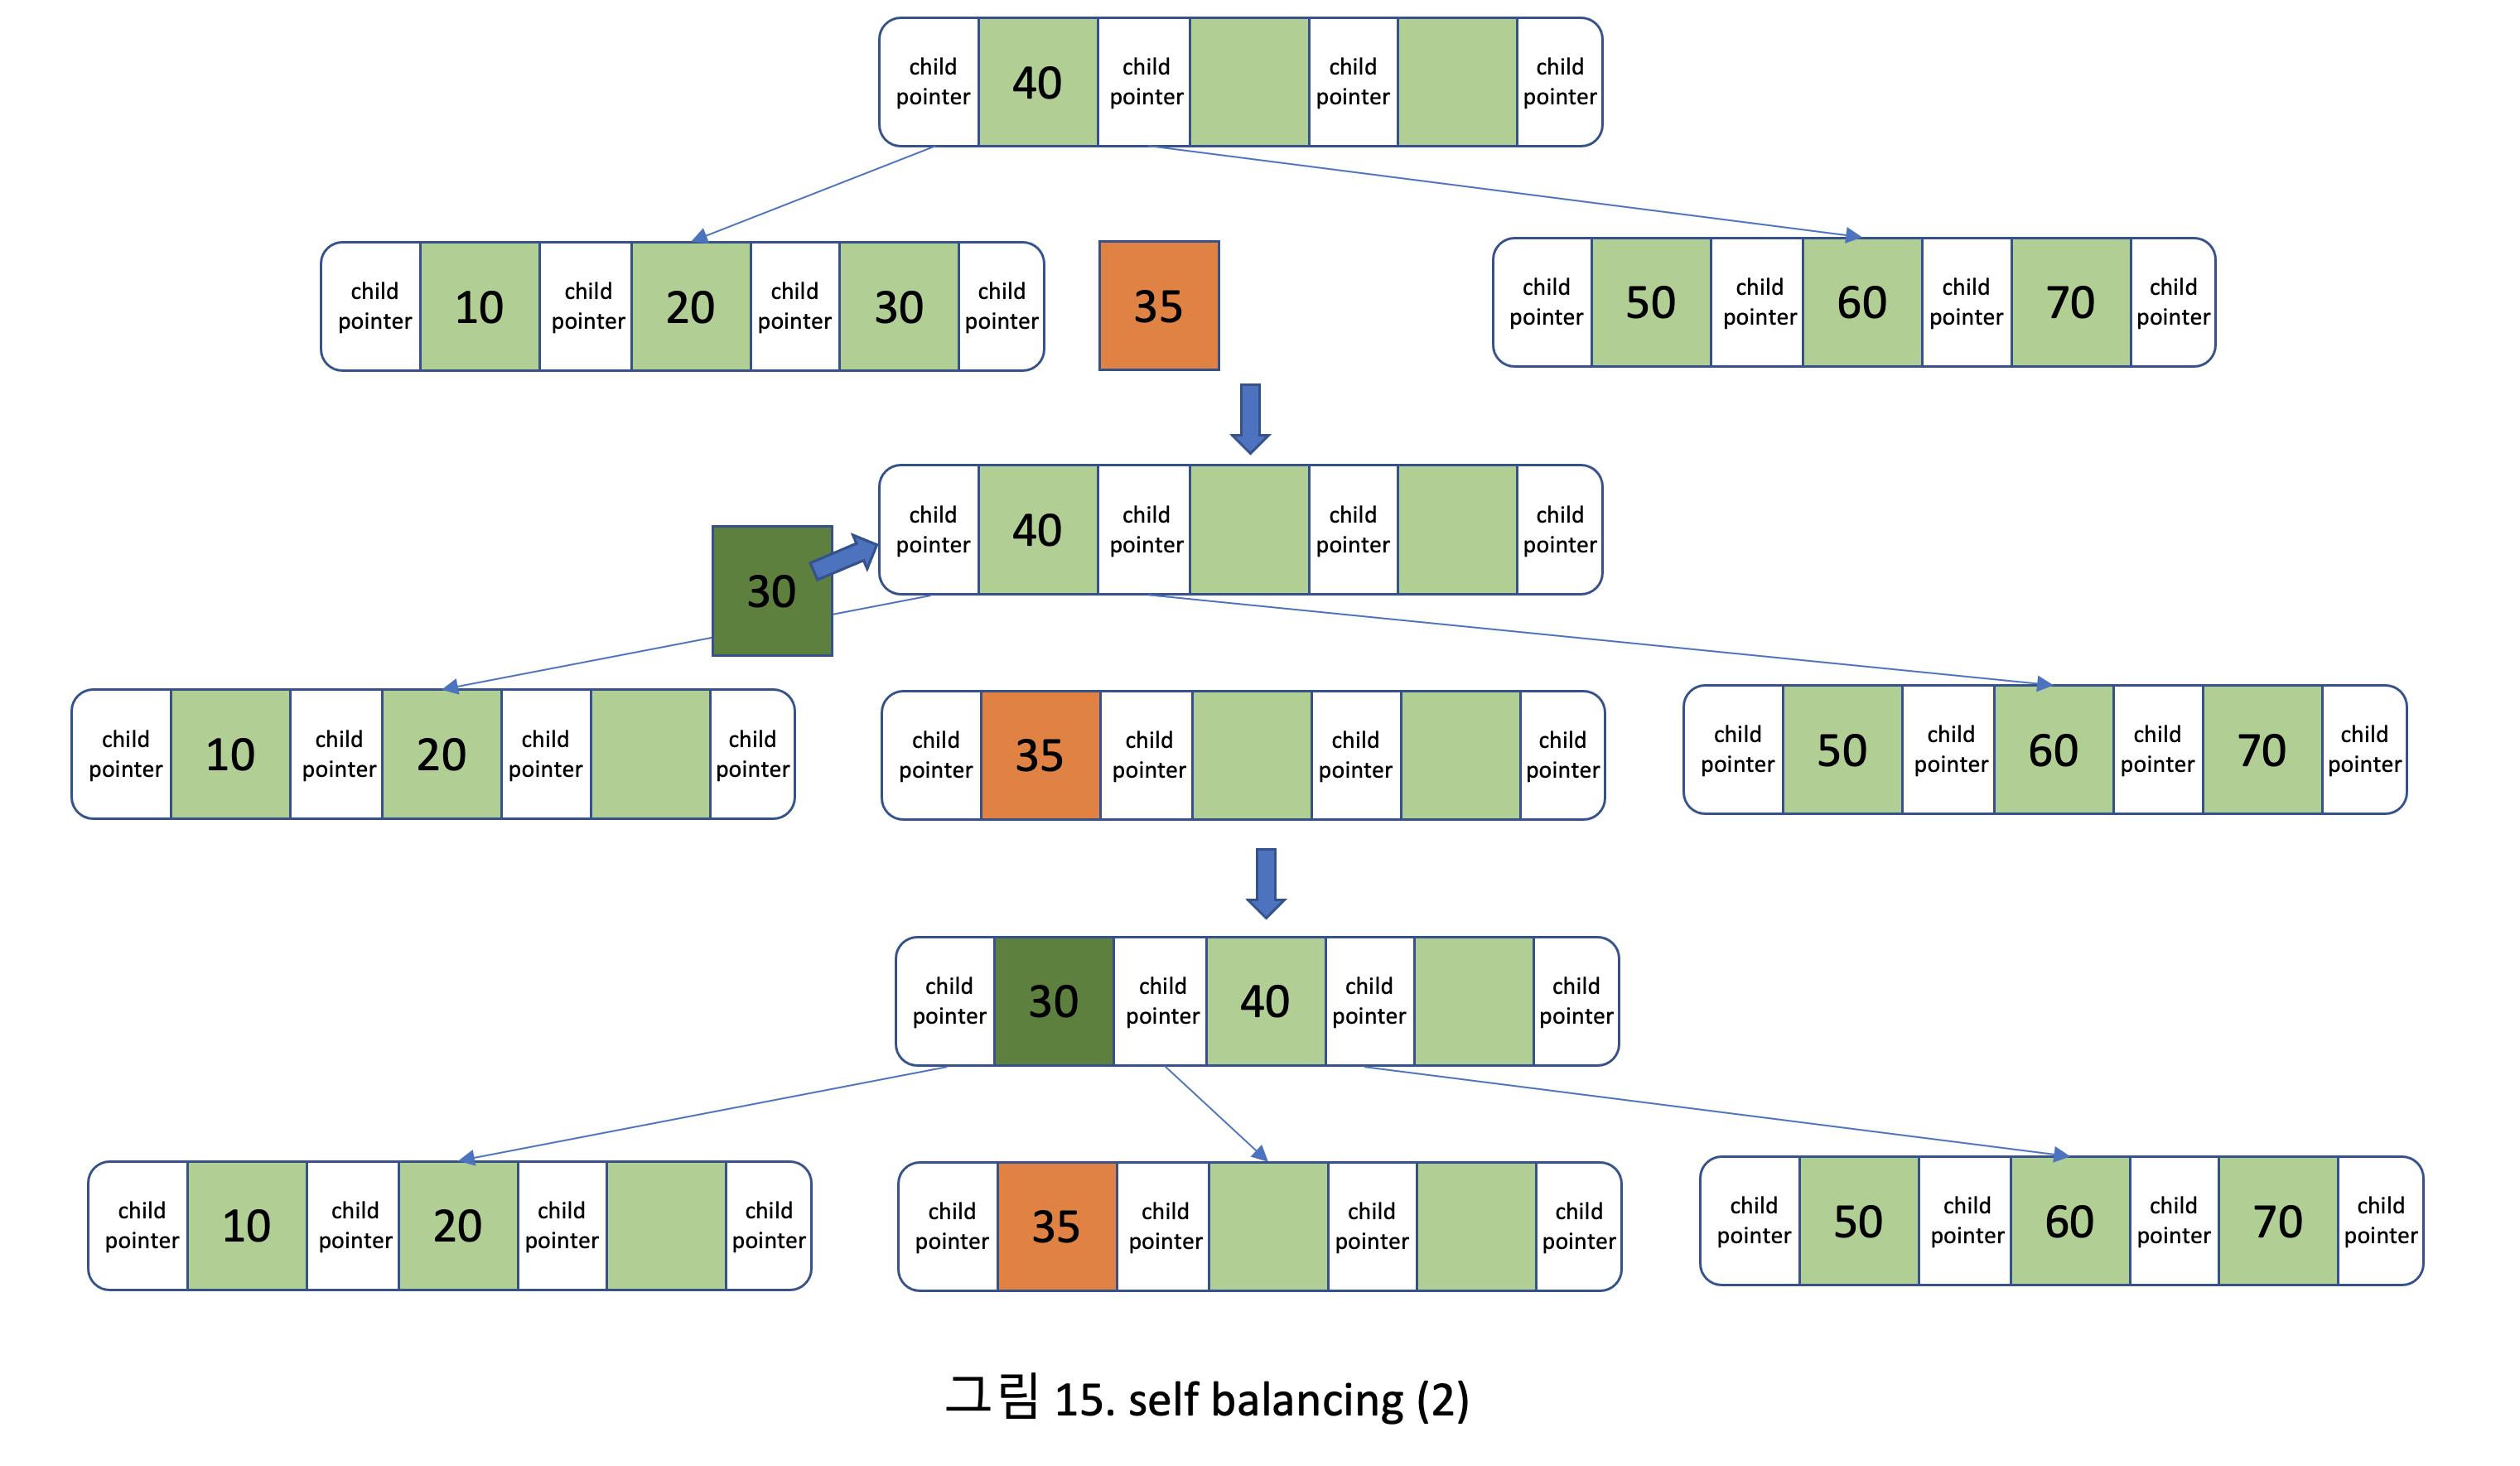 child pointer 40 child pointer child pointer child pointer
child pointer 10 child pointer 20 child pointer 30 child pointer
35
child pointer 50 child pointer 60 child pointer 70 child pointer
child pointer 40 child pointer child pointer child pointer
30
child pointer 10 child pointer 20 child pointer child pointer
child pointer 35 child pointer child pointer child pointer
child pointer 50 child pointer 60 child pointer 70 child pointer
child pointer 30 child pointer 40 child pointer child pointer
child pointer 10 child pointer 20 child pointer child pointer
child pointer 35 child pointer child pointer child pointer
child pointer 50 child pointer 60 child pointer 70 child pointer
그림 15. self balancing (2)